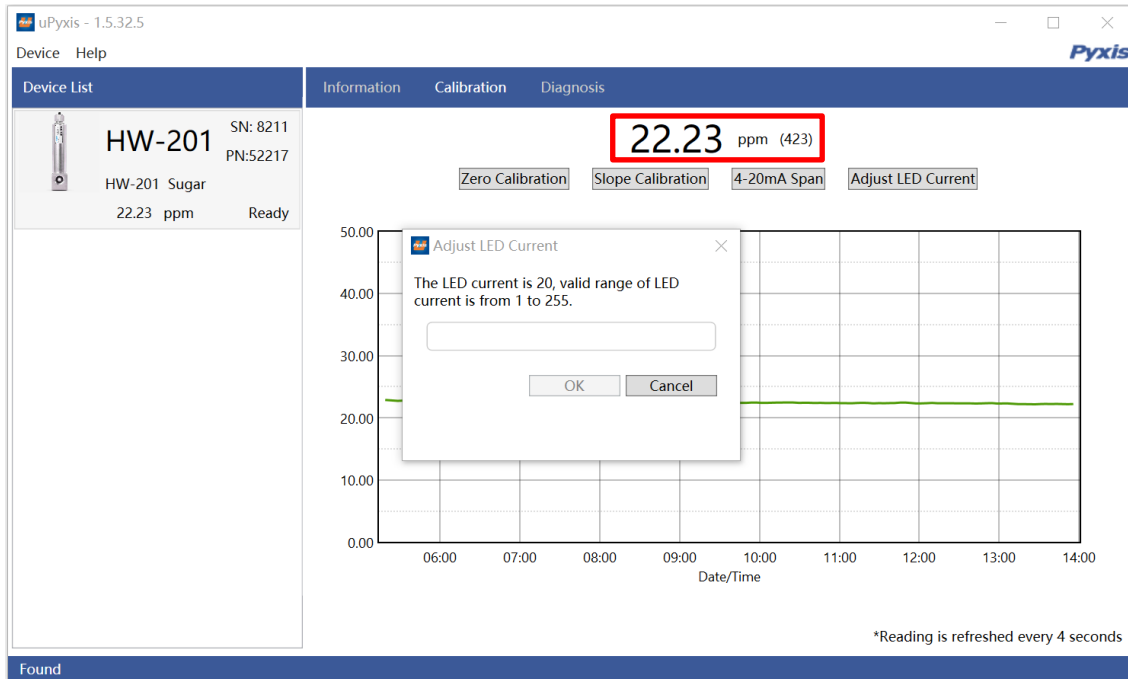 uPyxis - 1.5.32.5
Device Help
Pyxis
Device List
Information Calibration Diagnosis
HW-201
SN: 8211
PN:52217
HW-201 Sugar
22.23 ppm Ready
22.23 ppm (423)
Zero Calibration Slope Calibration 4-20mA Span Adjust LED Current
Adjust LED Current
The LED current is 20, valid range of LED
current is from 1 to 255.
OK Cancel
50.00
40.00
30.00
20.00
10.00
0.00
06:00 07:00 08:00 09:00 10:00 11:00 12:00 13:00 14:00
Date/Time
*Reading is refreshed every 4 seconds
Found